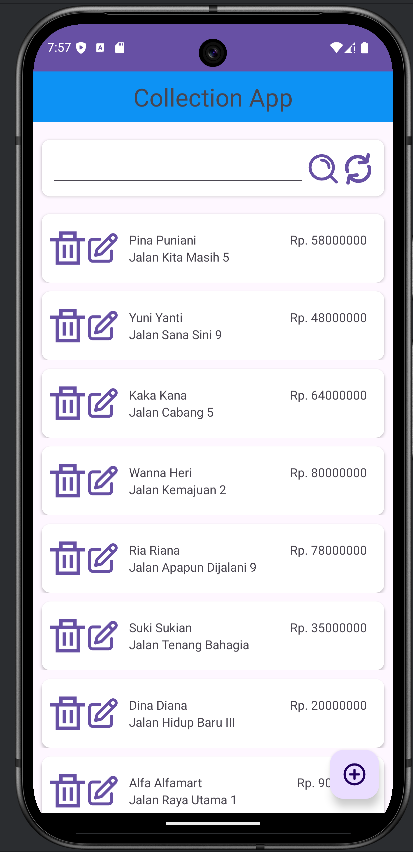 7:57
Collection App
Pina Puniani Rp. 58000000
Jalan Kita Masih 5
Yuni Yanti Rp. 48000000
Jalan Sana Sini 9
Kaka Kana Rp. 64000000
Jalan Cabang 5
Wanna Heri Rp. 80000000
Jalan Kemajuan 2
Ria Riana Rp. 78000000
Jalan Apapun Dijalani 9
Suki Sukian Rp. 35000000
Jalan Tenang Bahagia
Dina Diana Rp. 20000000
Jalan Hidup Baru III
Alfa Alfamart Rp.
Jalan Raya Utama 1